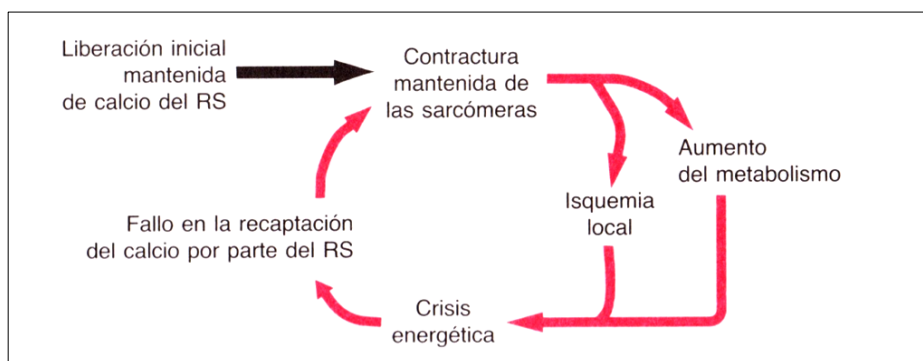 Liberación inicial
mantenida
de calcio del RS
Contractura
mantenida de
las sarcómeras
Aumento
del metabolismo
Isquemia
local
Fallo en la recaptación
del calcio por parte del RS
Crisis
energética